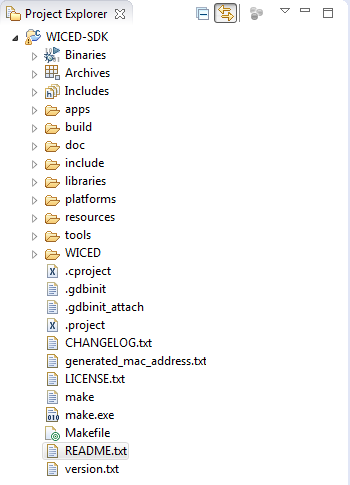 Project Explorer
WICED-SDK
Binaries
Archives
Includes
apps
build
doc
include
libraries
platforms
resources
tools
WICED
.cproject
.gdbinit
.gdbinit_attach
.project
CHANGELOG.txt
generated_mac_address.txt
LICENSE.txt
make
make.exe
Makefile
README.txt
version.txt